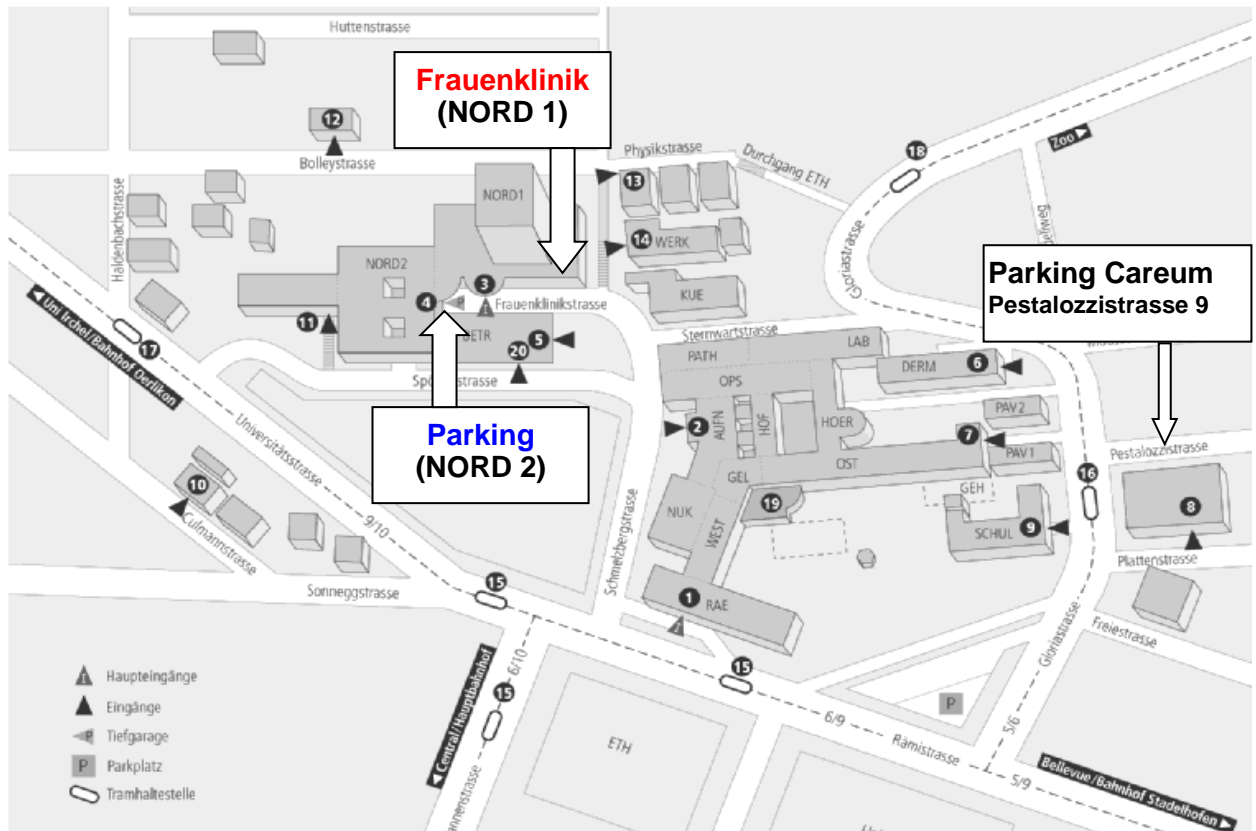 Huttenstrasse
Frauenklinik
(NORD 1)
12
Bolleystrasse
Physikstrasse
Durchgang ETH
18
Zoo ▶
13
NORD1
Haldenbachstrasse
14
WERK
Gloriastrasse
Parking Careum
Pestalozzistrasse 9
NORD2
3
4
P
Frauenklinikstrasse
KUE
◀ Uni Irchel/Bahnhof Oerlikon
17
11
5
20
Sternwartstrasse
PATH
LAB
OPS
DERM
6
Parking
(NORD 2)
2
AUFN
HOF
HOER
7
PAV2
PAV1
OST
Pestalozzistrasse
16
GEL
GEH
Universitätsstrasse
10
Culmannstrasse
9/10
NUK
WEST
19
SCHUL
9
8
Plattenstrasse
Schmelzbergstrasse
Sonneggstrasse
15
1
RAE
Freiestrasse
Gloriastrasse
Haupteingänge
Eingänge
P
Tiefgarage
P
Parkplatz
Tramhaltestelle
◀ Central/Hauptbahnhof
6/10
15
15
ETH
6/9
Rämistrasse
P
5/6
5/9
Bellevue/Bahnhof Stadelhofen ▶